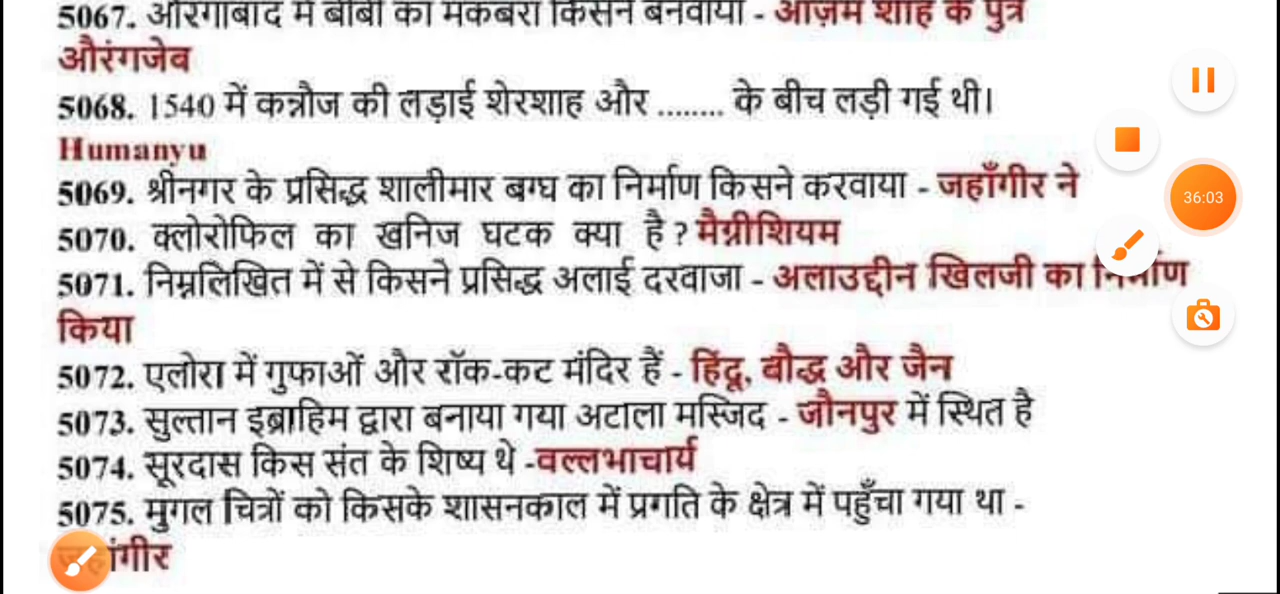 5067. औरंगाबाद में बीबी का मकबरा किसने बनवाया - आज़म शाह के पुत्र
औरंगजेब
5068. 1540 में कन्नौज की लड़ाई शेरशाह और ........ के बीच लड़ी गई थी।
Humanyu
5069. श्रीनगर के प्रसिद्ध शालीमार बग्घ का निर्माण किसने करवाया - जहाँगीर ने
36:03
5070. क्लोरोफिल का खनिज घटक क्या है ? मैग्नीशियम
5071. निम्नलिखित में से किसने प्रसिद्ध अलाई दरवाजा - अलाउद्दीन खिलजी का निर्माण
किया
5072. एलोरा में गुफाओं और रॉक-कट मंदिर हैं - हिंदू, बौद्ध और जैन
5073. सुल्तान इब्राहिम द्वारा बनाया गया अटाला मस्जिद - जौनपुर में स्थित है
5074. सूरदास किस संत के शिष्य थे -वल्लभाचार्य
5075. मुगल चित्रों को किसके शासनकाल में प्रगति के क्षेत्र में पहुँचा गया था -
जहांगीर